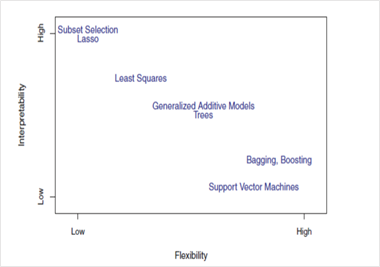 High
Subset Selection
Lasso
Least Squares
Generalized Additive Models
Trees
Bagging, Boosting
Support Vector Machines
Low
Interpretability
Low
High
Flexibility